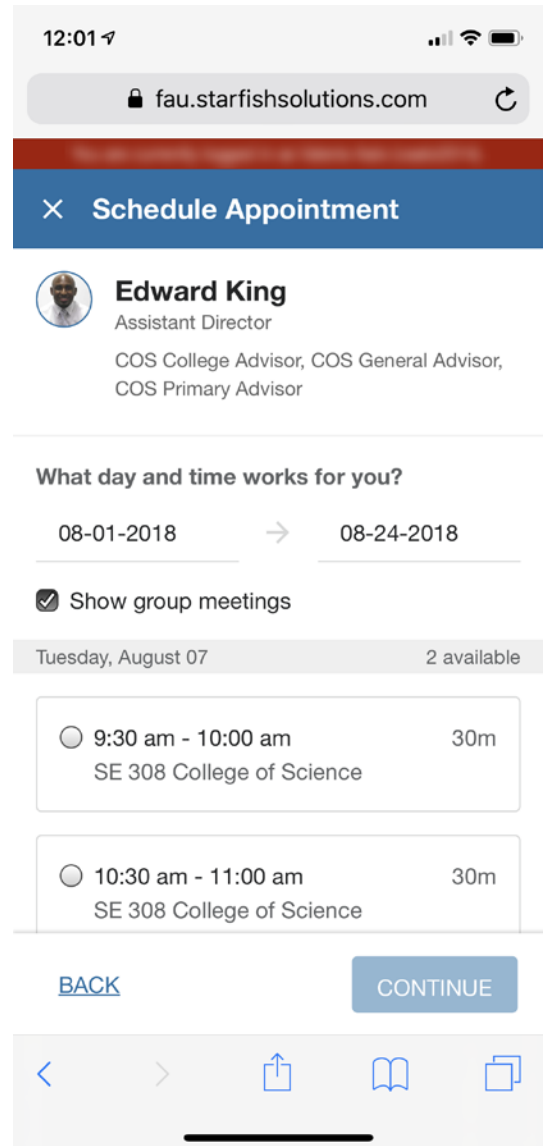 12:01
fau.starfishsolutions.com
Schedule Appointment
Edward King
Assistant Director
COS College Advisor, COS General Advisor,
COS Primary Advisor
What day and time works for you?
08-01-2018 08-24-2018
Show group meetings
Tuesday, August 07 2 available
9:30 am - 10:00 am 30m
SE 308 College of Science
10:30 am - 11:00 am 30m
SE 308 College of Science
BACK CONTINUE